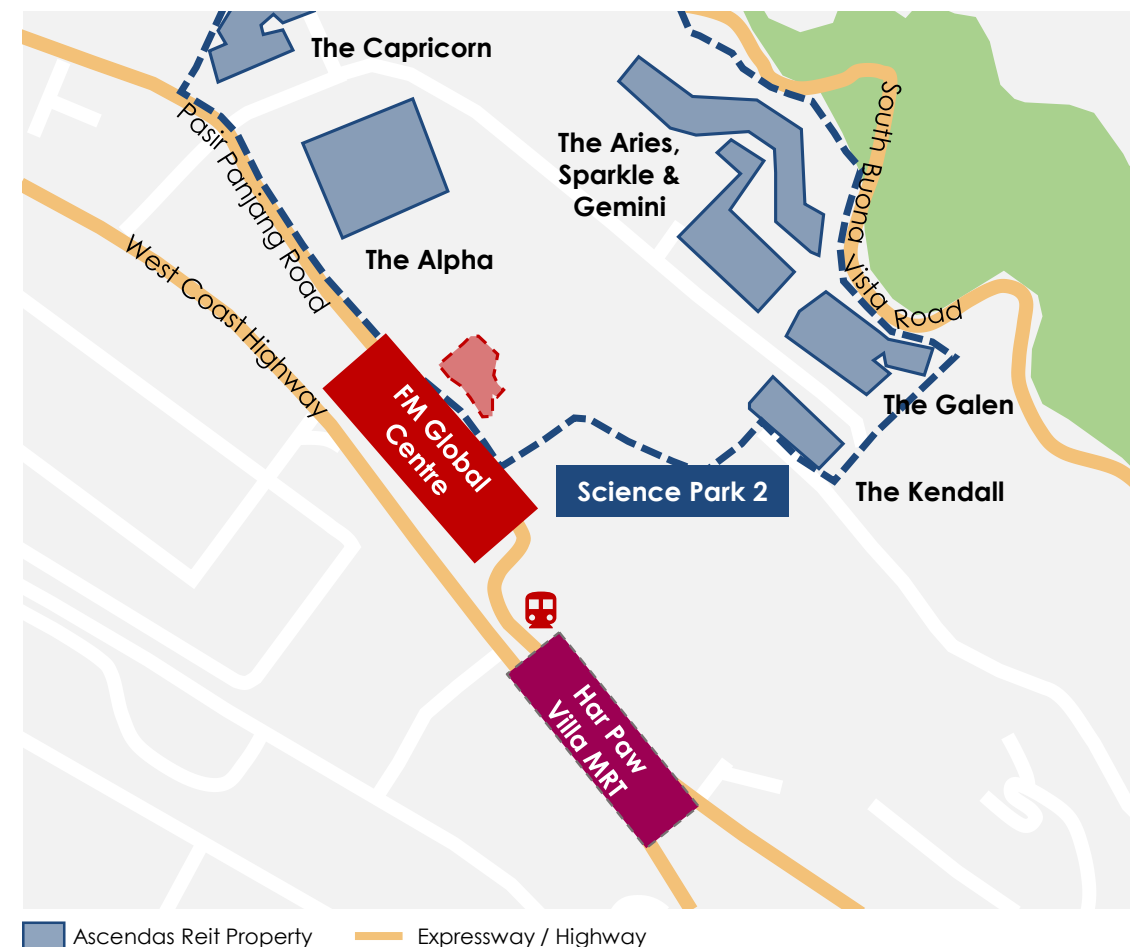 The Capricorn
Pasir Panjang Road
South Buona Vista Road
The Aries,
Sparkle &
Gemini
The Alpha
West Coast Highway
FM Global
Centre
The Galen
Science Park 2
The Kendall
Har Paw
Villa MRT
Ascendas Reit Property
Expressway / Highway